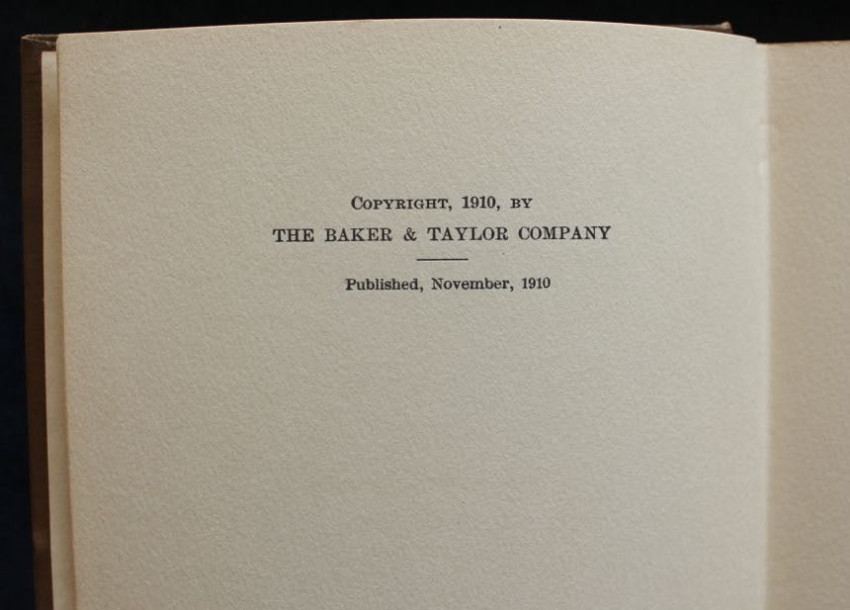 COPYRIGHT, 1910, BY
THE BAKER & TAYLOR COMPANY
Published, November, 1910